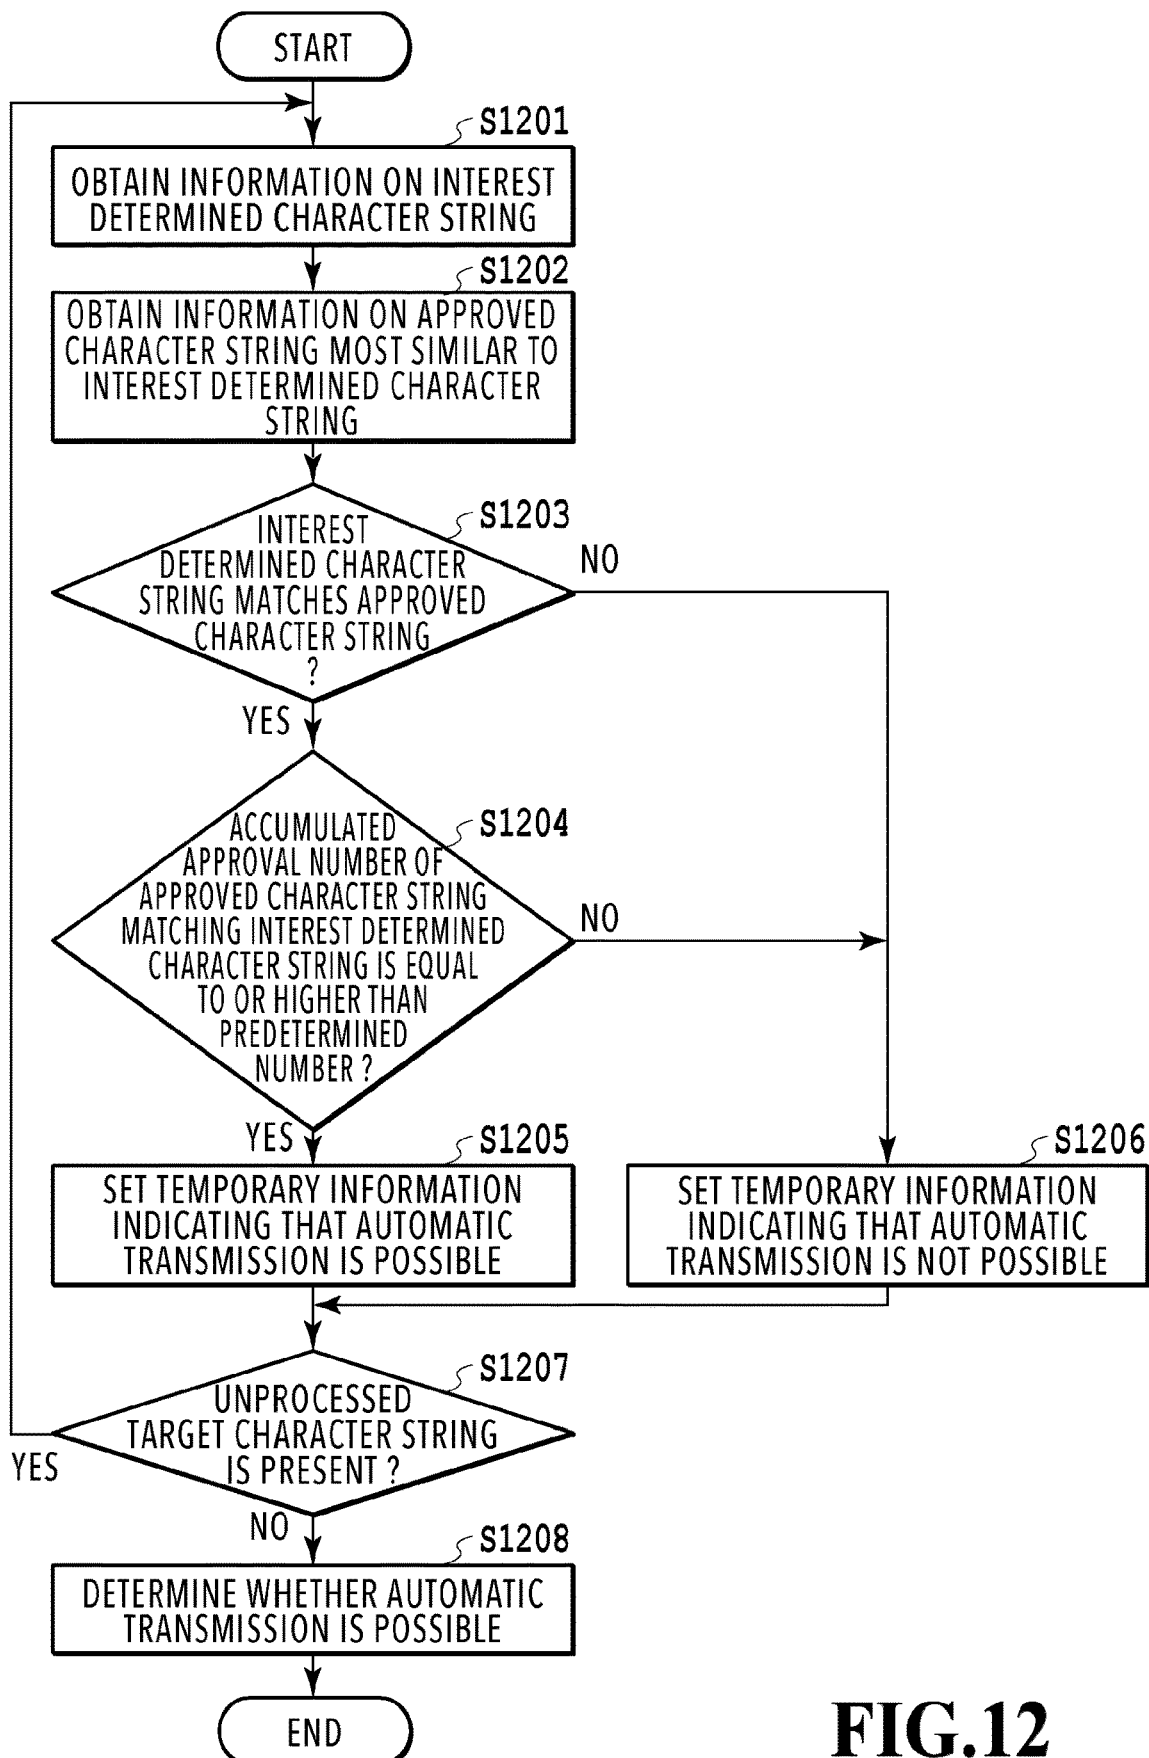 START
S1201
OBTAIN INFORMATION ON INTEREST
DETERMINED CHARACTER STRING
S1202
OBTAIN INFORMATION ON APPROVED
CHARACTER STRING MOST SIMILAR TO
INTEREST DETERMINED CHARACTER
STRING
S1203
INTEREST
DETERMINED CHARACTER
STRING MATCHES APPROVED
CHARACTER STRING
?
NO
YES
S1204
ACCUMULATED
APPROVAL NUMBER OF
APPROVED CHARACTER STRING
MATCHING INTEREST DETERMINED
CHARACTER STRING IS EQUAL
TO OR HIGHER THAN
PREDETERMINED
NUMBER ?
NO
YES
S1205
SET TEMPORARY INFORMATION
INDICATING THAT AUTOMATIC
TRANSMISSION IS POSSIBLE
S1206
SET TEMPORARY INFORMATION
INDICATING THAT AUTOMATIC
TRANSMISSION IS NOT POSSIBLE
S1207
UNPROCESSED
TARGET CHARACTER STRING
IS PRESENT ?
YES
NO
S1208
DETERMINE WHETHER AUTOMATIC
TRANSMISSION IS POSSIBLE
END
FIG.12